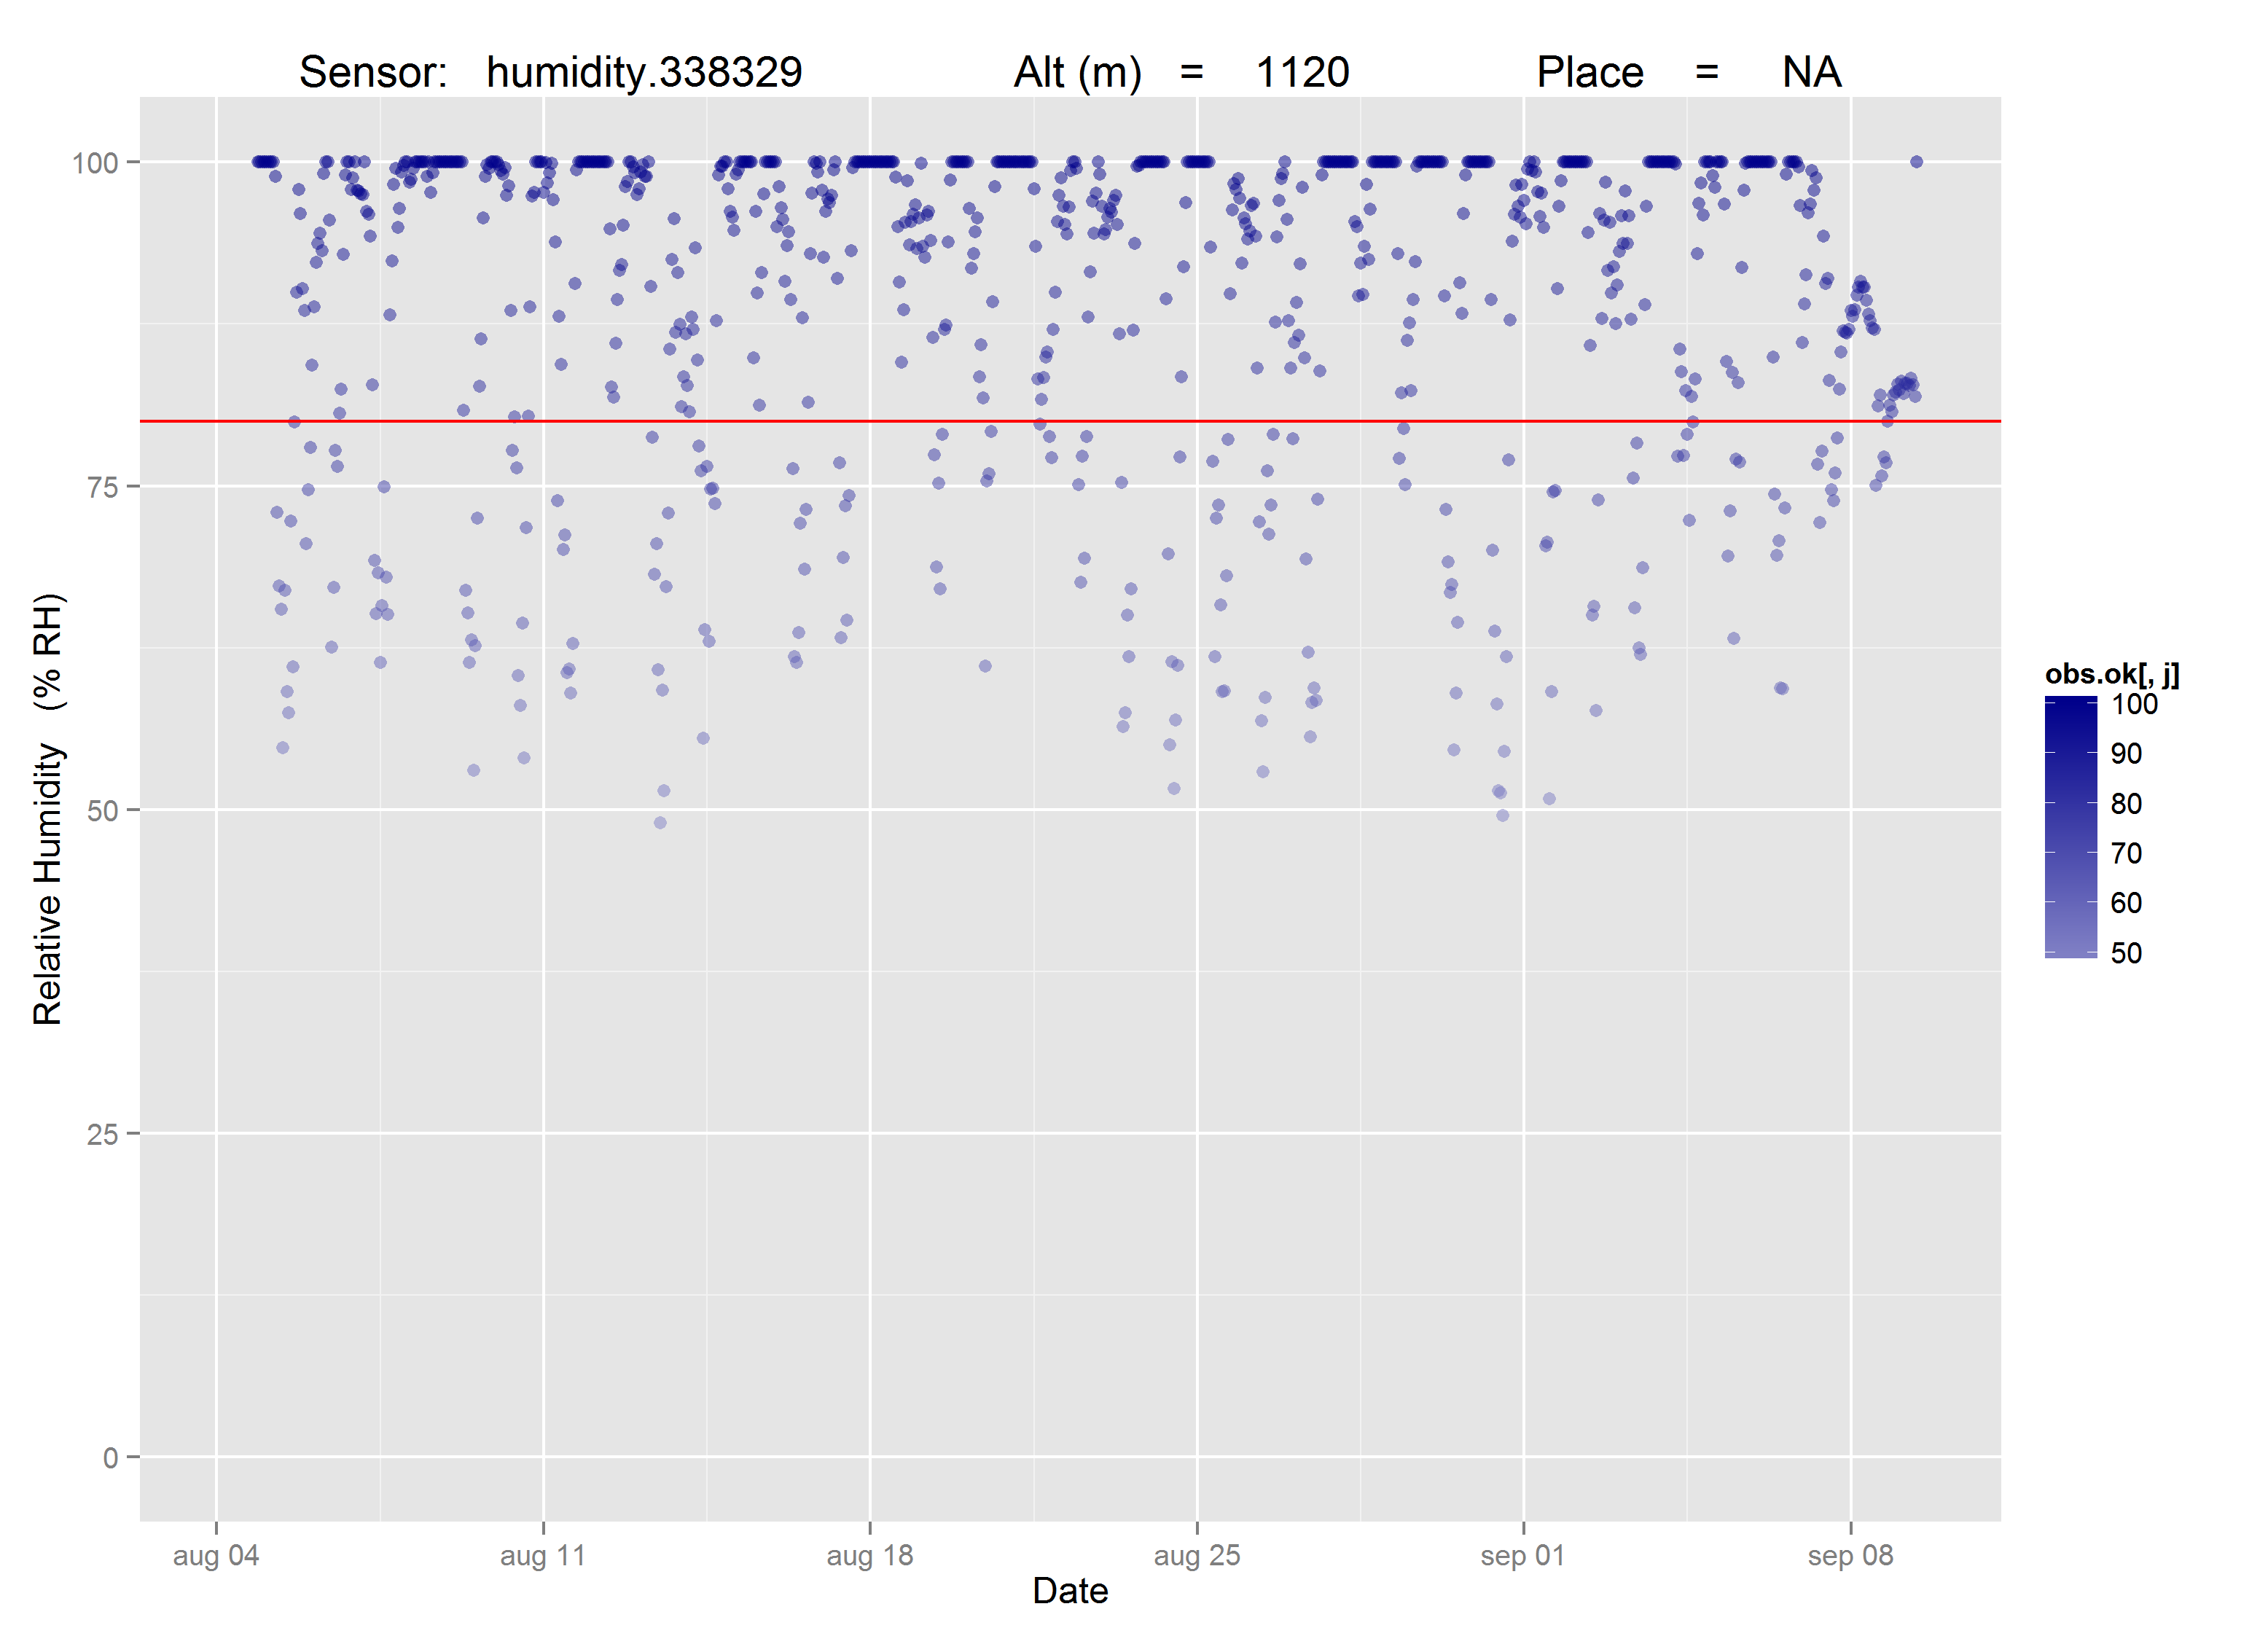 Sensor: humidity.338329 Alt (m) = 1120 Place = NA
100
75
50
25
0
Relative Humidity (% RH)
aug 04 aug 11 aug 18 aug 25 sep 01 sep 08
Date
obs.ok[, j]
100
90
80
70
60
50